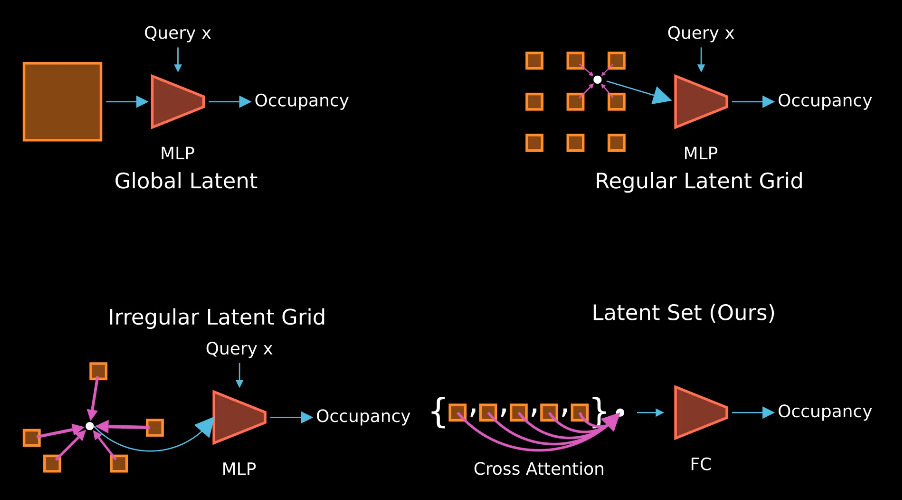 Query x
Occupancy
MLP
Global Latent
Query x
Occupancy
MLP
Regular Latent Grid
Irregular Latent Grid
Query x
Occupancy
MLP
Latent Set (Ours)
{ , , , , }
Occupancy
Cross Attention
FC